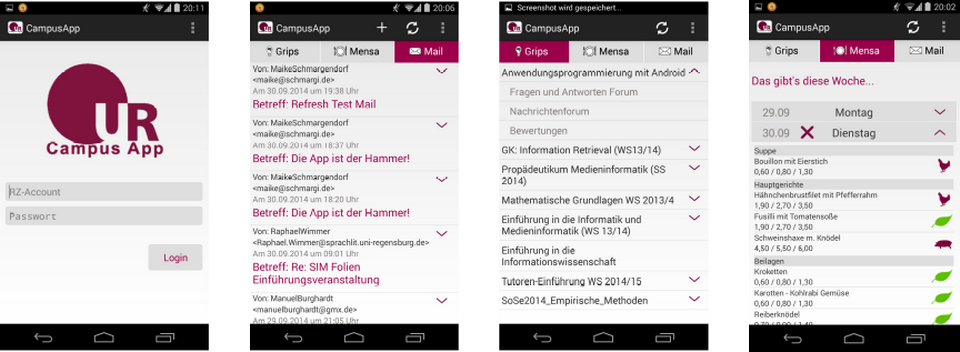 20:11
CampusApp
UR
Campus App
RZ-Account
Passwort
Login
20:06
CampusApp
Grips
Mensa
Mail
Von: MaikeSchmargendorf
<maike@schmargi.de>
Am 30.09.2014 um 19:38 Uhr
Betreff: Refresh Test Mail
Von: MaikeSchmargendorf
<maike@schmargi.de>
Am 30.09.2014 um 18:37 Uhr
Betreff: Die App ist der Hammer!
Von: MaikeSchmargendorf
<maike@schmargi.de>
Am 30.09.2014 um 18:20 Uhr
Betreff: Die App ist der Hammer!
Von: RaphaelWimmer
<Raphael.Wimmer@sprachlit.uni-regensburg.de>
Am 30.09.2014 um 09:01 Uhr
Betreff: Re: SIM Folien
Einführungsveranstaltung
Von: ManuelBurghardt
<manuelburghardt@gmx.de>
Am 29.09.2014 um 21:05 Uhr
Screenshot wird gespeichert...
CampusApp
Grips
Mensa
Mail
Anwendungsprogrammierung mit Android
Fragen und Antworten Forum
Nachrichtenforum
Bewertungen
GK: Information Retrieval (WS13/14)
Propädeutikum Medieninformatik (SS
2014)
Mathematische Grundlagen WS 2013/4
Einführung in die Informatik und
Medieninformatik (WS 13/14)
Einführung in die
Informationswissenschaft
Tutoren-Einführung WS 2014/15
SoSe2014_Empirische_Methoden
20:02
CampusApp
Grips
Mensa
Mail
Das gibt's diese Woche...
29.09 Montag
30.09 Dienstag
Suppe
Bouillon mit Eierstich
0,60 / 0,80 / 1,30
Hauptgerichte
Hähnchenbrustfilet mit Pfefferrahm
1,90 / 2,70 / 3,50
Fusilli mit Tomatensoße
1,90 / 2,70 / 3,50
Schweinshaxe m. Knödel
4,50 / 5,50 / 6,00
Beilagen
Kroketten
0,60 / 0,80 / 1,30
Karotten - Kohlrabi Gemüse
0,60 / 0,80 / 1,30
Reiberknödel